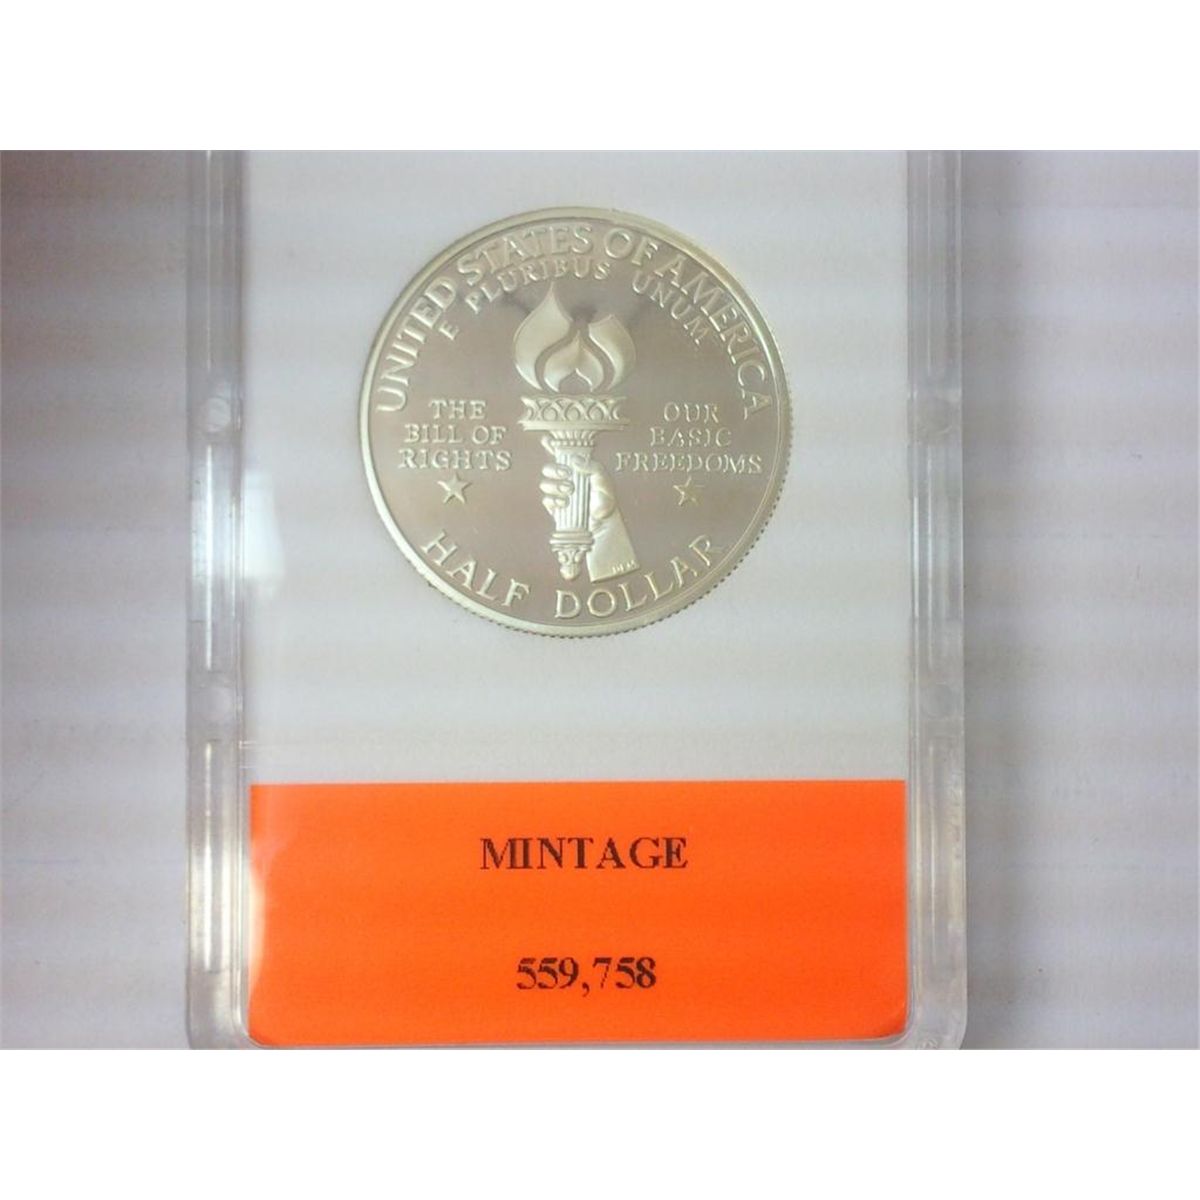 UNITED STATES OF AMERICA
E PLURIBUS UNUM
THE
BILL OF
RIGHTS
OUR
BASIC
FREEDOMS
HALF DOLLAR
MINTAGE
559,758